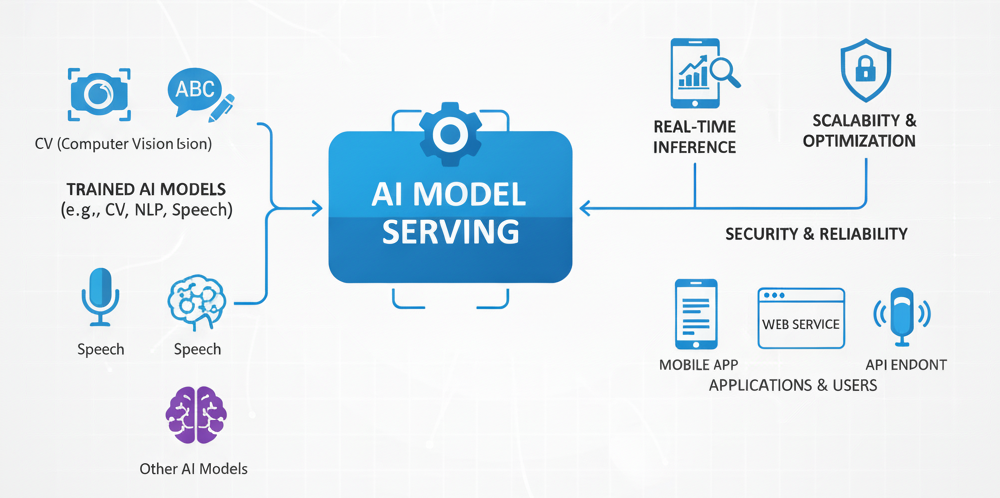 ABC
CV (Computer Vision İsion)
TRAINED AI MODELS
(e.g,, CV, NLP, Speech)
Speech
Speech
Other AI Models
AI MODEL
SERVING
REAL-TIME
INFERENCE
SCALABIITY &
OPTIMIZATION
SECURITY & RELIABILITY
WEB SERVICE
MOBILE APP
API ENDONT
APPLICATIONS & USERS